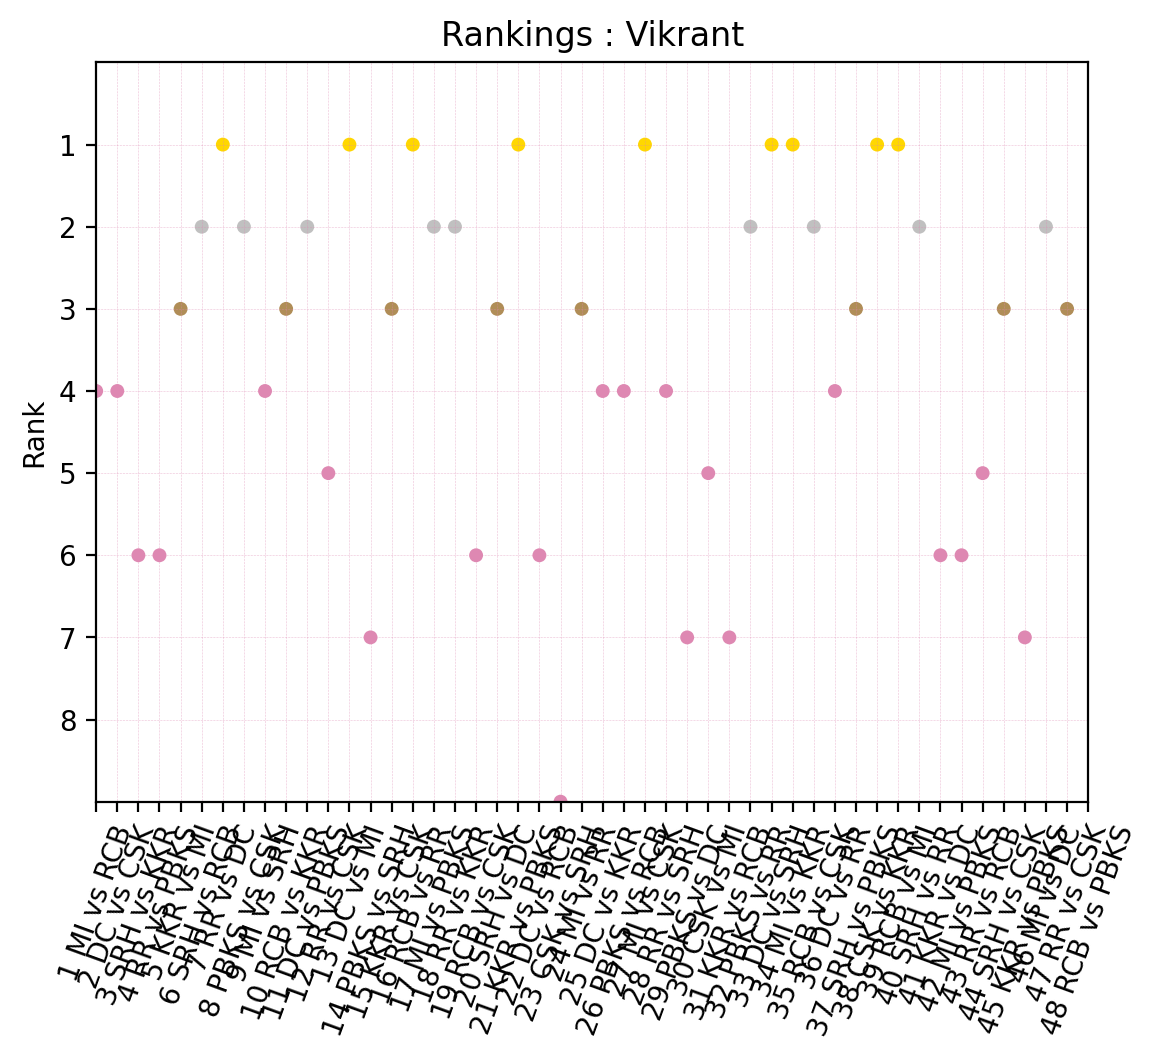 Rankings : Vikrant
Rank
1
2
3
4
5
6
7
8
1 MI vs RCB
2 DC vs CSK
3 SRH vs KKR
4 RR vs PBKS
5 KKR vs MI
6 SRH vs RCB
7 RR vs DC
8 PBKS vs CSK
9 MI vs SRH
10 RCB vs KKR
11 DC vs PBKS
12 RR vs CSK
13 DC vs MI
14 PBKS vs SRH
15 KKR vs CSK
16 RCB vs RR
17 MI vs PBKS
18 RR vs KKR
19 RCB vs CSK
20 SRH vs DC
21 KKR vs PBKS
22 DC vs RCB
23 CSK vs SRH
24 MI vs RR
25 DC vs KKR
26 PBKS vs RCB
27 MI vs CSK
28 RR vs SRH
29 PBKS vs DC
30 CSK vs MI
31 KKR vs RCB
32 PBKS vs RR
33 DC vs SRH
34 MI vs KKR
35 RCB vs CSK
36 DC vs RR
37 SRH vs PBKS
38 CSK vs KKR
39 RCB vs MI
40 SRH vs RR
41 KKR vs DC
42 MI vs PBKS
43 RR vs RCB
44 SRH vs CSK
45 KKR vs PBKS
46 MI vs DC
47 RR vs CSK
48 RCB vs PBKS